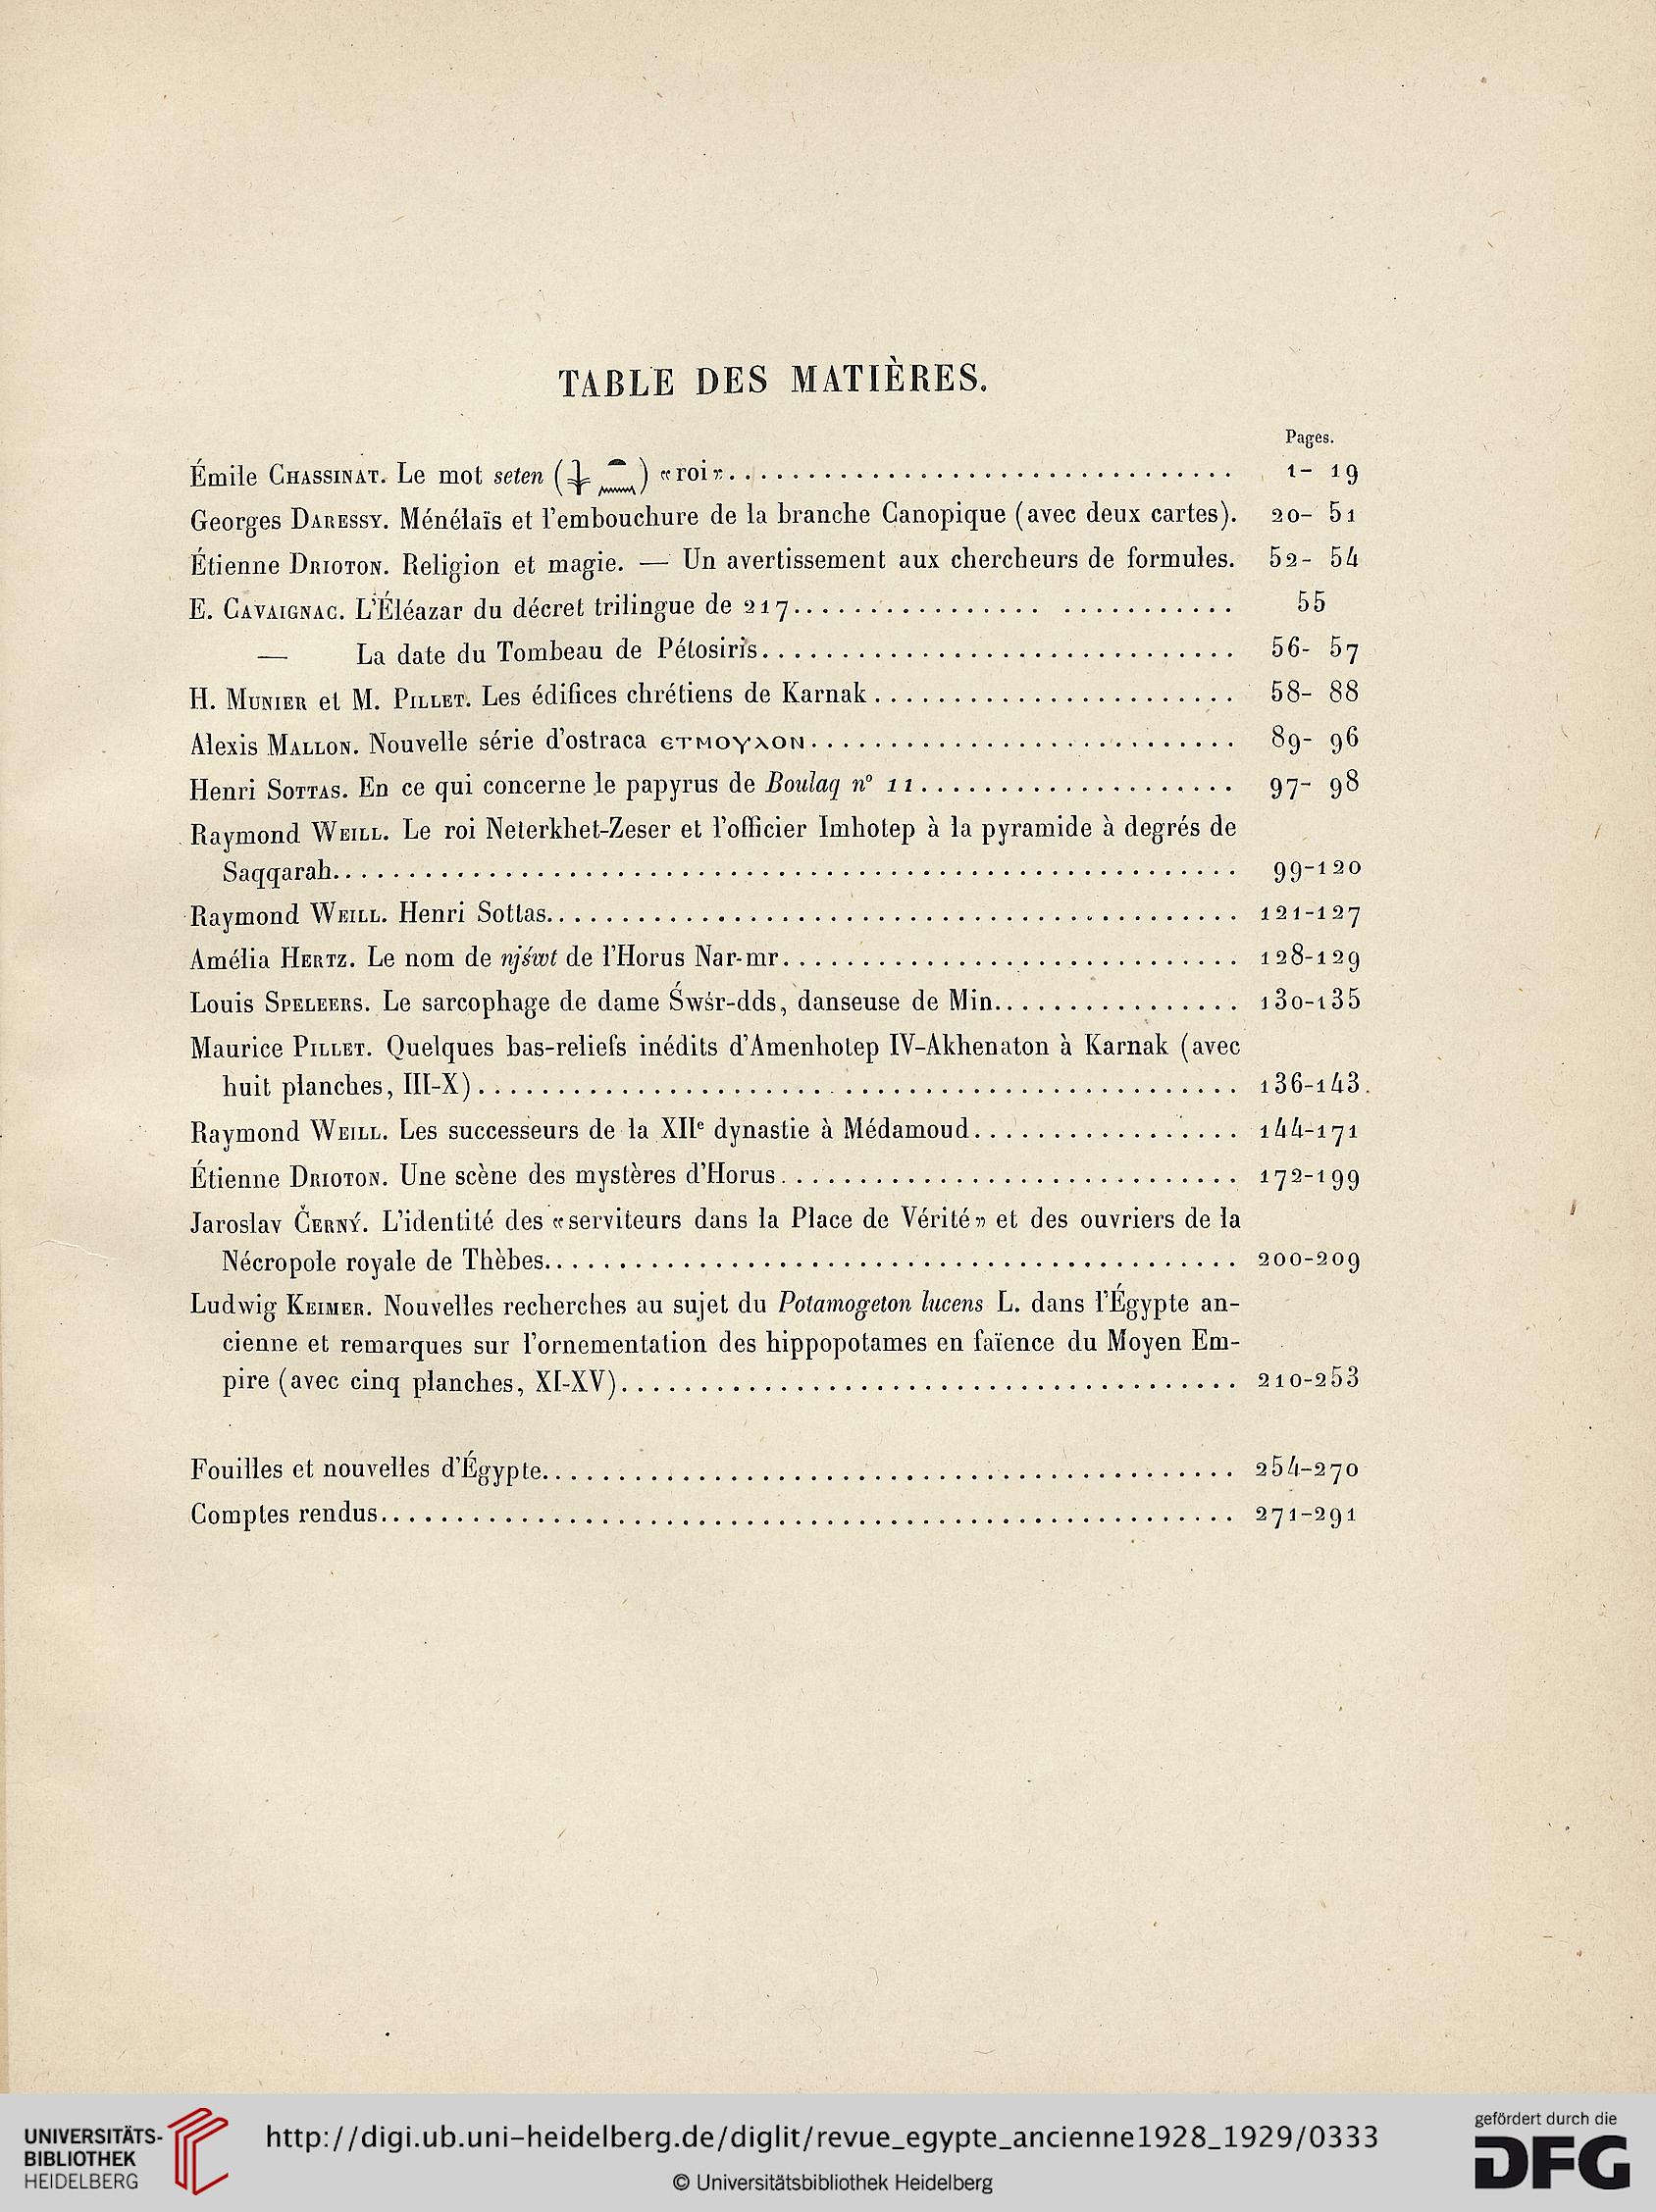 TABLE DES MATIÈRES.
Pages.
Émile CHASSINAT. Le mot seten (𓇓 𓏏𓈖) «roi»................................ 1- 19
Georges DARESSY. Ménélaïs et l'embouchure de la branche Canopique (avec deux cartes). 20- 51
Étienne DRIOTON. Religion et magie. — Un avertissement aux chercheurs de formules. 52- 54
E. CAVAIGNAC. L'Éléazar du décret trilingue de 217........................... 55
— La date du Tombeau de Pétosiris.............................. 56- 57
H. MUNIER et M. PILLET. Les édifices chrétiens de Karnak....................... 58- 88
Alexis MALLON. Nouvelle série d'ostraca ⲉⲧⲙⲟⲩⲗⲟⲛ........................... 89- 96
Henri SOTTAS. En ce qui concerne le papyrus de Boulaq n° 11.................... 97- 98
Raymond WEILL. Le roi Neterkhet-Zeser et l'officier Imhotep à la pyramide à degrés de
Saqqarah......................................................... 99-120
Raymond WEILL. Henri Sottas............................................ 121-127
Amélia HERTZ. Le nom de njświt de l'Horus Nar-mr............................. 128-129
Louis SPELEERS. Le sarcophage de dame Śẃsr-dds, danseuse de Min................ 130-135
Maurice PILLET. Quelques bas-reliefs inédits d'Amenhotep IV-Akhenaton à Karnak (avec
huit planches, III-X)................................................ 136-143.
Raymond WEILL. Les successeurs de la XIIe dynastie à Médamoud................. 144-171
Étienne DRIOTON. Une scène des mystères d'Horus............................. 172-199
Jaroslav ČERNÝ. L'identité des «serviteurs dans la Place de Vérité» et des ouvriers de la
Nécropole royale de Thèbes............................................ 200-209
Ludwig KEIMER. Nouvelles recherches au sujet du Potamogeton lucens L. dans l'Égypte an-
cienne et remarques sur l'ornementation des hippopotames en faïence du Moyen Em-
pire (avec cinq planches, XI-XV)....................................... 210-253
Fouilles et nouvelles d'Égypte............................................ 254-270
Comptes rendus...................................................... 271-291
UNIVERSITÄTS-
BIBLIOTHEK
HEIDELBERG
http://digi.ub.uni-heidelberg.de/diglit/revue_egypte_ancienne1928_1929/0333
© Universitätsbibliothek Heidelberg
gefördert durch die
DFG